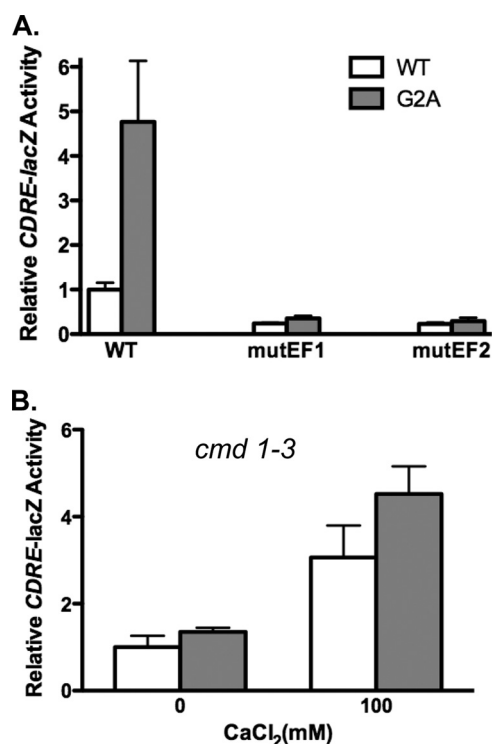 A.
Relative CDRE-lacZ Activity
6
5
4
3
2
1
0
WT
G2A
WT mutEF1 mutEF2
B.
Relative CDRE-lacZ Activity
cmd 1-3
6
4
2
0
0 100
CaCl₂(mM)